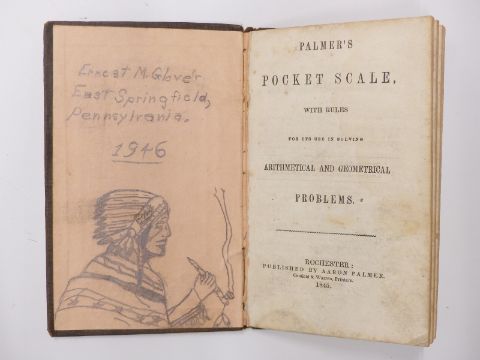 Ernest M. Glover
East Springfield,
Pennsylvania.
1946
PALMER'S
POCKET SCALE,
WITH RULES
FOR ITS USE IN SOLVING
ARITHMETICAL AND GEOMETRICAL
PROBLEMS.
ROCHESTER:
PUBLISHED BY AARON PALMER.
Printers.
1845.